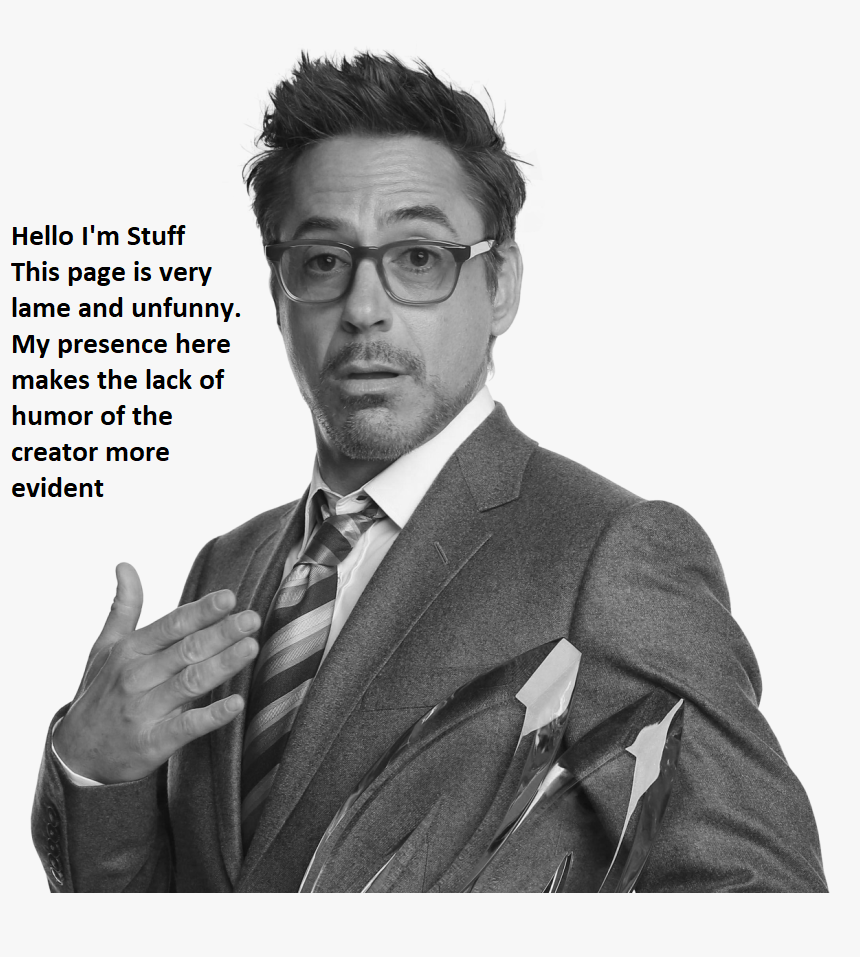 Hello I'm Stuff
This page is very
lame and unfunny.
My presence here
makes the lack of
humor of the
creator more
evident